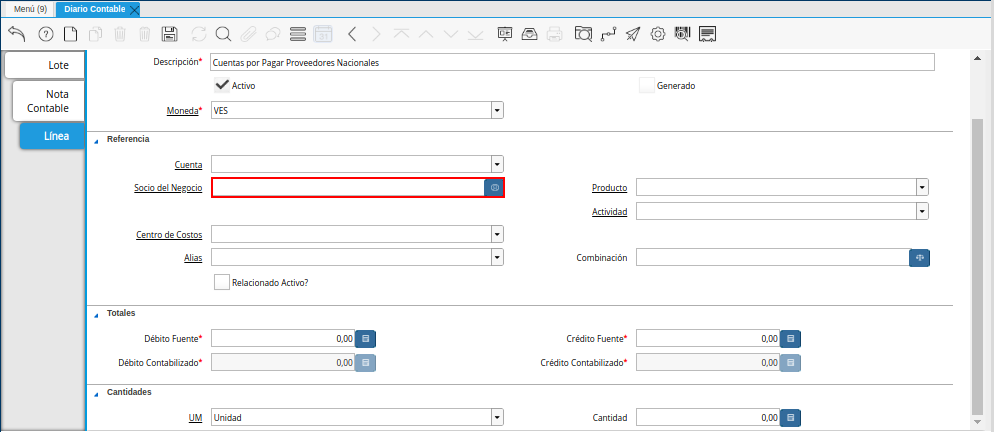 Menú (9)
Diario Contable
Lote
Nota
Contable
Línea
Descripción*
Cuentas por Pagar Proveedores Nacionales
Activo
Generado
Moneda*
VES
Referencia
Cuenta
Socio del Negocio
Producto
Actividad
Centro de Costos
Alias
Combinación
Relacionado Activo?
Totales
Débito Fuente*
0,00
Crédito Fuente*
0,00
Débito Contabilizado*
0,00
Crédito Contabilizado*
0,00
Cantidades
UM
Unidad
Cantidad
0,00